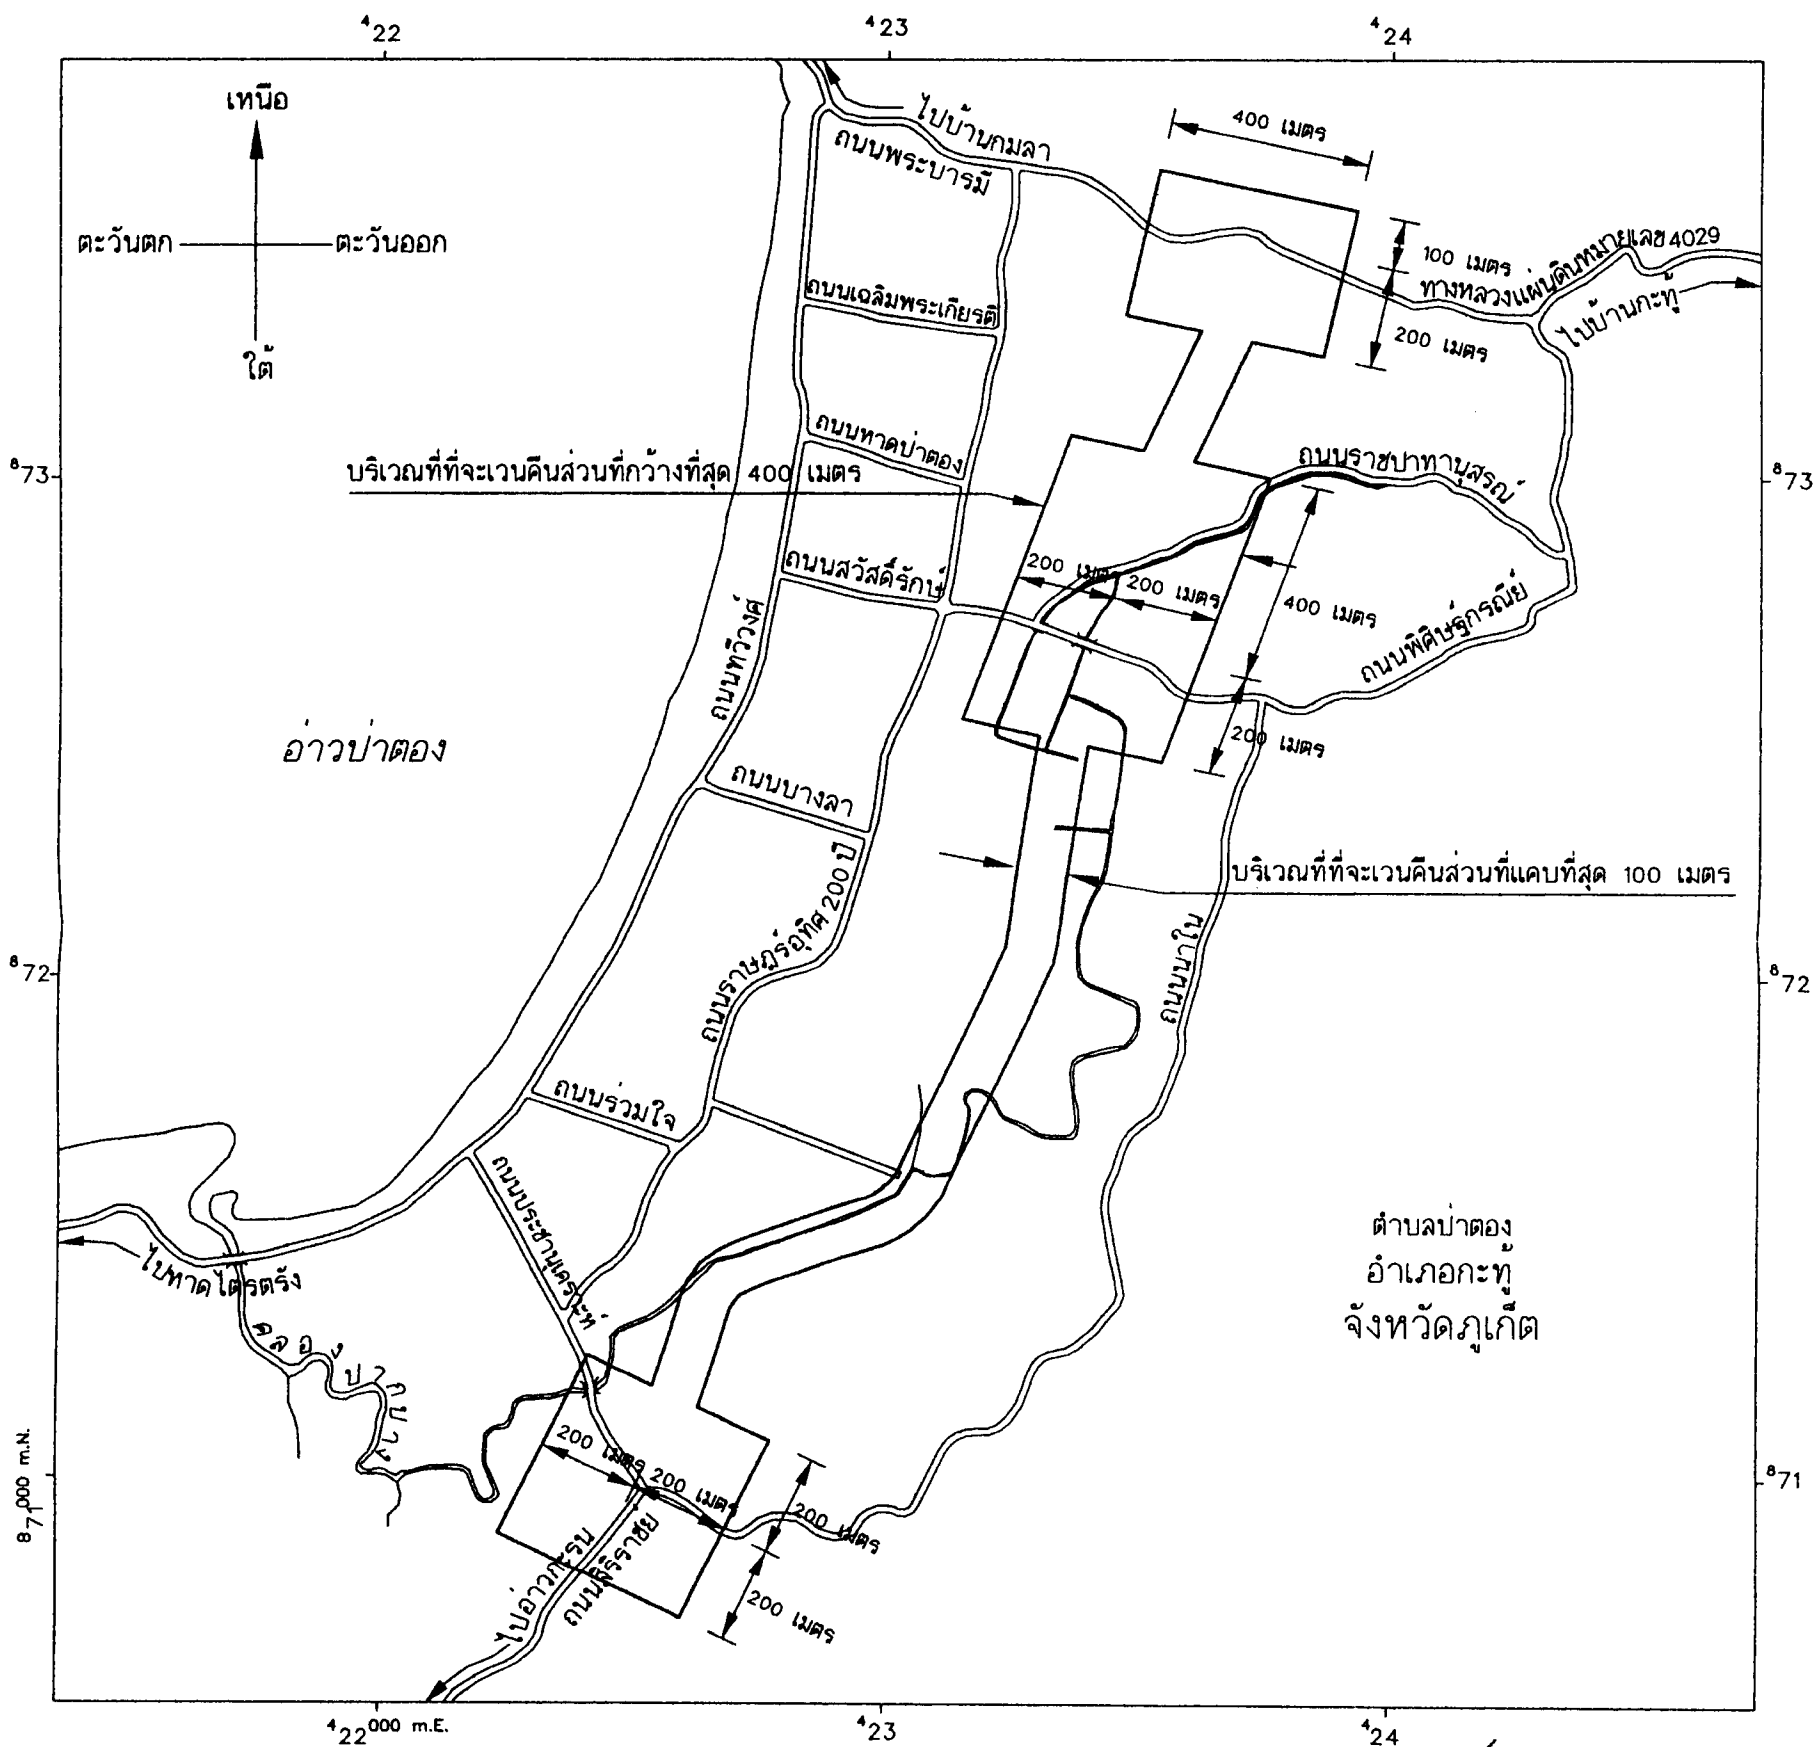 ⁴22
⁴23
⁴24
เหนือ
ตะวันตก
ตะวันออก
ใต้
ไปบ้านกมลา
ถนนพระบารมี
400 เมตร
100 เมตร
ทางหลวงแผ่นดินหมายเลข 4029
ไปบ้านกะทู้
200 เมตร
ถนนเฉลิมพระเกียรติ
ถนนหาดป่าตอง
ถนนราชปาทานุสรณ์
⁸73
บริเวณที่ที่จะเวนคืนส่วนที่กว้างที่สุด 400 เมตร
⁸73
ถนนสวัสดิ์รักษ์
200 เมตร
200 เมตร
400 เมตร
ถนนพิศิษฐ์กรณีย์
ถนนทวีวงศ์
อ่าวป่าตอง
200 เมตร
ถนนบางลา
บริเวณที่ที่จะเวนคืนส่วนที่แคบที่สุด 100 เมตร
ถนนราษฎร์อุทิศ 200 ปี
ถนนนาใน
⁸72
⁸72
ถนนร่วมใจ
ถนนประชานุเคราะห์
ตำบลป่าตอง
อำเภอกะทู้
จังหวัดภูเก็ต
ไปหาดไตรตรัง
คลองปากบาง
200 เมตร
200 เมตร
200 เมตร
200 เมตร
⁸71⁰⁰⁰ m.N.
⁸71
ไปอ่าวกะรน
ถนนสิริราชย์
⁴22⁰⁰⁰ m.E.
⁴23
⁴24